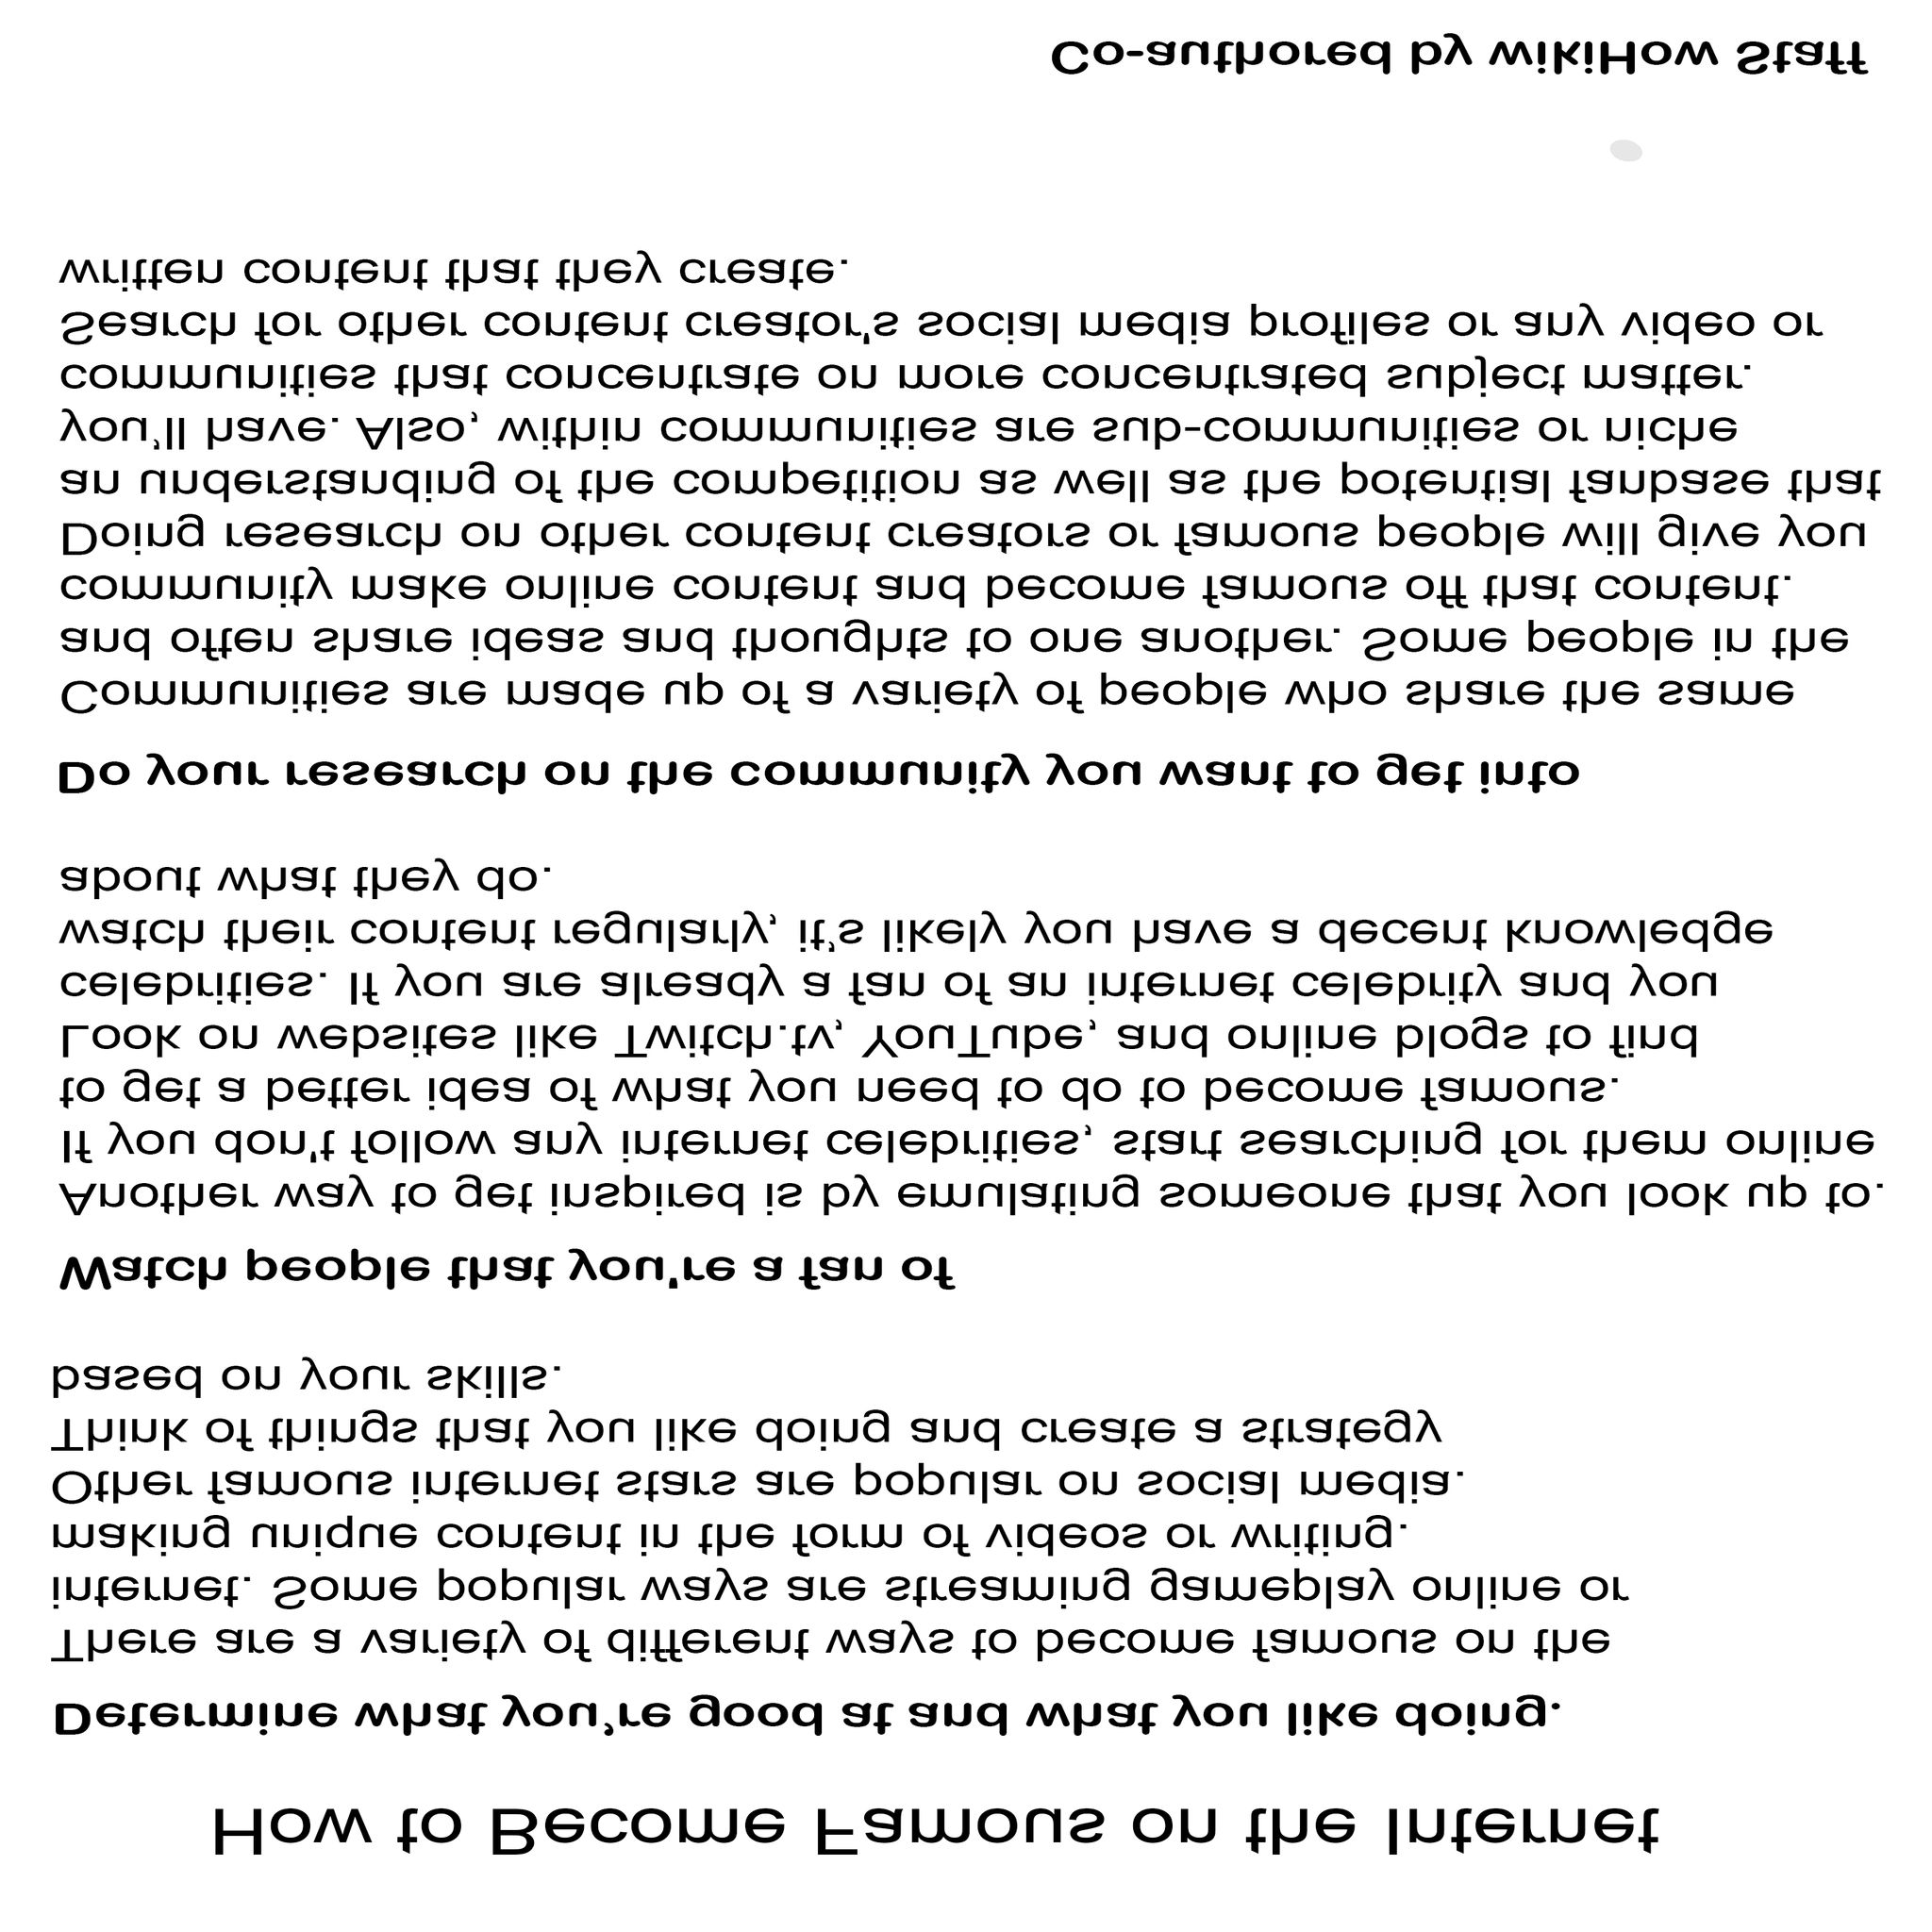 How to Become Famous on the Internet
Determine what you're good at and what you like doing.
There are a variety of different ways to become famous on the
internet. Some popular ways are streaming gameplay online or
making unique content in the form of videos or writing.
Other famous internet stars are popular on social media.
Think of things that you like doing and create a strategy
based on your skills.
Watch people that you're a fan of
Another way to get inspired is by emulating someone that you look up to.
If you don't follow any internet celebrities, start searching for them online
to get a better idea of what you need to do to become famous.
Look on websites like Twitch.tv, YouTube, and online blogs to find
celebrities. If you are already a fan of an internet celebrity and you
watch their content regularly, it's likely you have a decent knowledge
about what they do.
Do your research on the community you want to get into
Communities are made up of a variety of people who share the same
and often share ideas and thoughts to one another. Some people in the
community make online content and become famous off that content.
Doing research on other content creators or famous people will give you
an understanding of the competition as well as the potential fanbase that
you'll have. Also, within communities are sub-communities or niche
communities that concentrate on more concentrated subject matter.
Search for other content creator's social media profiles or any video or
written content that they create.
Co-authored by wikiHow Staff